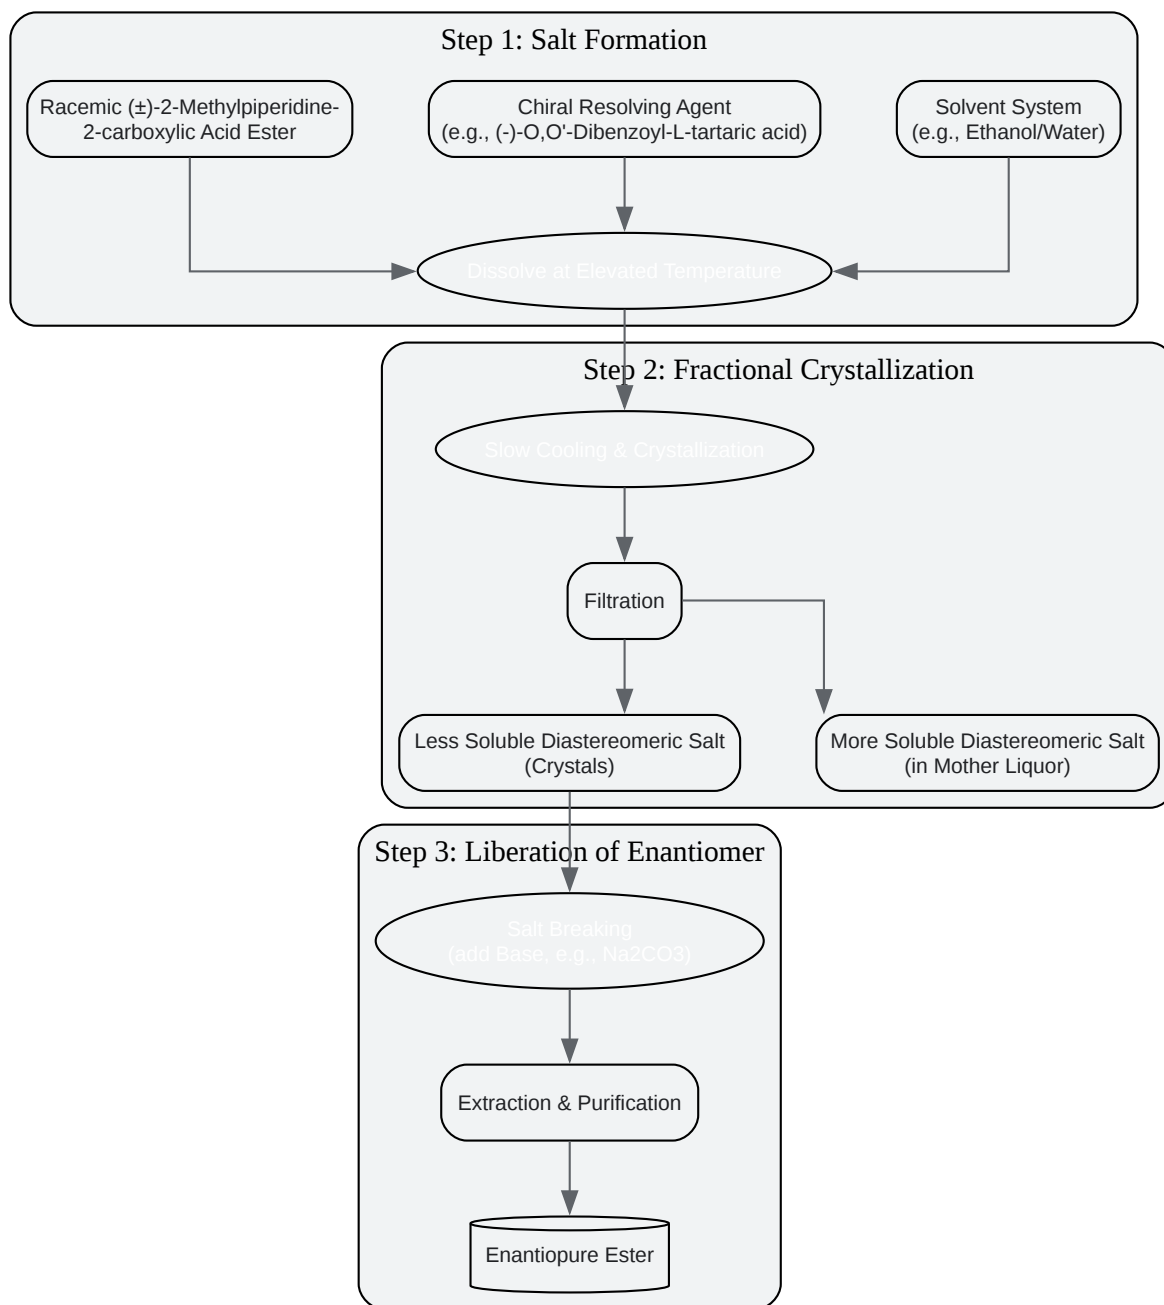 Step 1: Salt Formation
Racemic (±)-2-Methylpiperidine-
2-carboxylic Acid Ester
Chiral Resolving Agent
(e.g., (-)-O,O'-Dibenzoyl-L-tartaric acid)
Solvent System
(e.g., Ethanol/Water)
Dissolve at Elevated Temperature
Step 2: Fractional Crystallization
Slow Cooling & Crystallization
Filtration
Less Soluble Diastereomeric Salt
(Crystals)
More Soluble Diastereomeric Salt
(in Mother Liquor)
Step 3: Liberation of Enantiomer
Salt Breaking
(add Base, e.g., Na2CO3)
Extraction & Purification
Enantiopure Ester